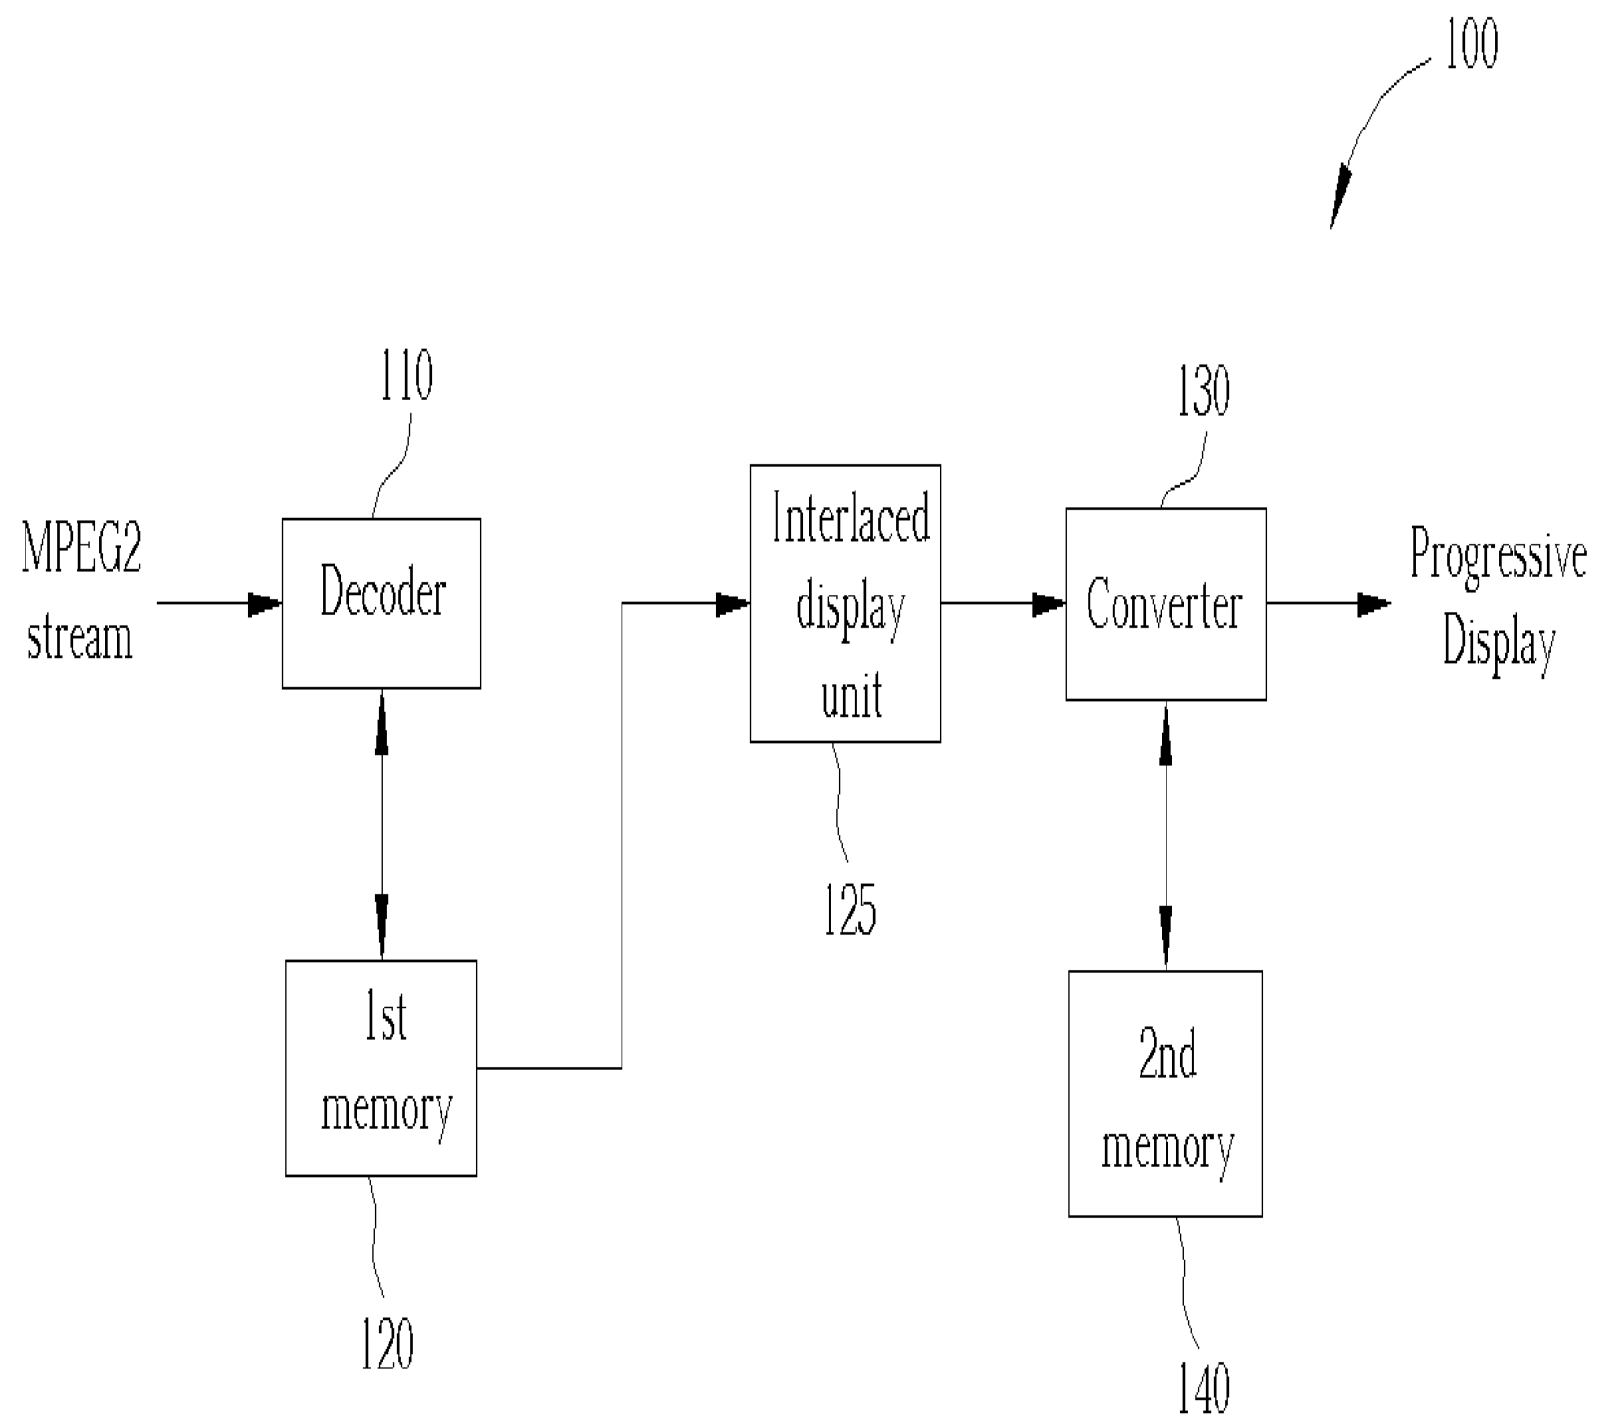 100
110
130
MPEG2
stream
Decoder
Interlaced
display
unit
Converter
Progressive
Display
125
1st
memory
2nd
memory
120
140